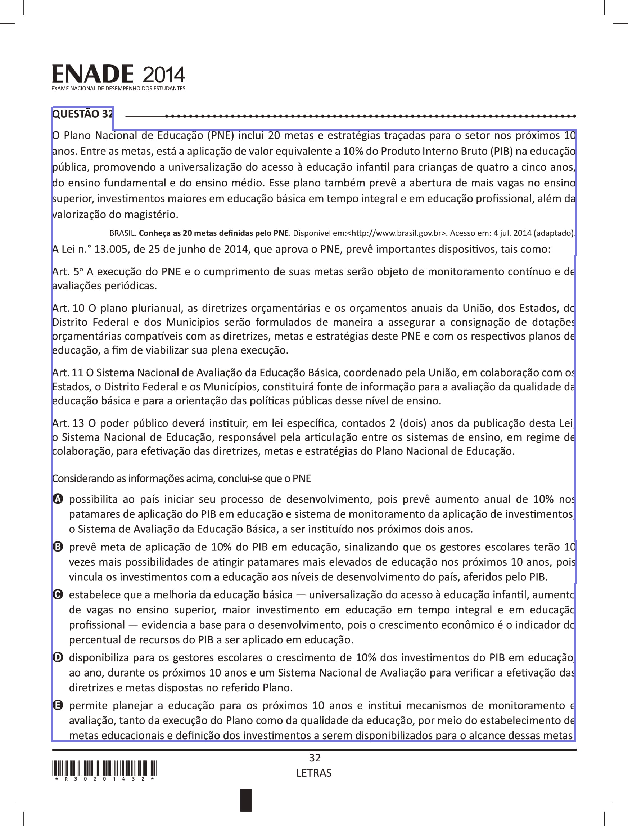 ENADE 2014
EXAME NACIONAL DE DESEMPENHO DOS ESTUDANTES
QUESTÃO 32
O Plano Nacional de Educação (PNE) inclui 20 metas e estratégias traçadas para o setor nos próximos 10
anos. Entre as metas, está a aplicação de valor equivalente a 10% do Produto Interno Bruto (PIB) na educação
pública, promovendo a universalização do acesso à educação infantil para crianças de quatro a cinco anos,
do ensino fundamental e do ensino médio. Esse plano também prevê a abertura de mais vagas no ensino
superior, investimentos maiores em educação básica em tempo integral e em educação profissional, além da
valorização do magistério.
BRASIL. Conheça as 20 metas definidas pelo PNE. Disponível em:<http://www.brasil.gov.br>. Acesso em: 4 jul. 2014 (adaptado).
A Lei n.° 13.005, de 25 de junho de 2014, que aprova o PNE, prevê importantes dispositivos, tais como:
Art. 5° A execução do PNE e o cumprimento de suas metas serão objeto de monitoramento contínuo e de
avaliações periódicas.
Art. 10 O plano plurianual, as diretrizes orçamentárias e os orçamentos anuais da União, dos Estados, do
Distrito Federal e dos Municípios serão formulados de maneira a assegurar a consignação de dotações
orçamentárias compatíveis com as diretrizes, metas e estratégias deste PNE e com os respectivos planos de
educação, a fim de viabilizar sua plena execução.
Art. 11 O Sistema Nacional de Avaliação da Educação Básica, coordenado pela União, em colaboração com os
Estados, o Distrito Federal e os Municípios, constituirá fonte de informação para a avaliação da qualidade da
educação básica e para a orientação das políticas públicas desse nível de ensino.
Art. 13 O poder público deverá instituir, em lei específica, contados 2 (dois) anos da publicação desta Lei,
o Sistema Nacional de Educação, responsável pela articulação entre os sistemas de ensino, em regime de
colaboração, para efetivação das diretrizes, metas e estratégias do Plano Nacional de Educação.
Considerando as informações acima, conclui-se que o PNE
A possibilita ao país iniciar seu processo de desenvolvimento, pois prevê aumento anual de 10% nos
patamares de aplicação do PIB em educação e sistema de monitoramento da aplicação de investimentos,
o Sistema de Avaliação da Educação Básica, a ser instituído nos próximos dois anos.
B prevê meta de aplicação de 10% do PIB em educação, sinalizando que os gestores escolares terão 10
vezes mais possibilidades de atingir patamares mais elevados de educação nos próximos 10 anos, pois
vincula os investimentos com a educação aos níveis de desenvolvimento do país, aferidos pelo PIB.
C estabelece que a melhoria da educação básica — universalização do acesso à educação infantil, aumento
de vagas no ensino superior, maior investimento em educação em tempo integral e em educação
profissional — evidencia a base para o desenvolvimento, pois o crescimento econômico é o indicador do
percentual de recursos do PIB a ser aplicado em educação.
D disponibiliza para os gestores escolares o crescimento de 10% dos investimentos do PIB em educação,
ao ano, durante os próximos 10 anos e um Sistema Nacional de Avaliação para verificar a efetivação das
diretrizes e metas dispostas no referido Plano.
E permite planejar a educação para os próximos 10 anos e institui mecanismos de monitoramento e
avaliação, tanto da execução do Plano como da qualidade da educação, por meio do estabelecimento de
metas educacionais e definição dos investimentos a serem disponibilizados para o alcance dessas metas.
32
LETRAS
*R30201432*